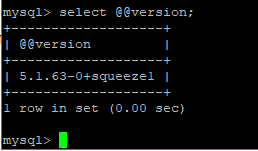 mysql> select @@version;
+-------------------+
| @@version         |
+-------------------+
| 5.1.63-0+squeeze1 |
+-------------------+
1 row in set (0.00 sec)
mysql>